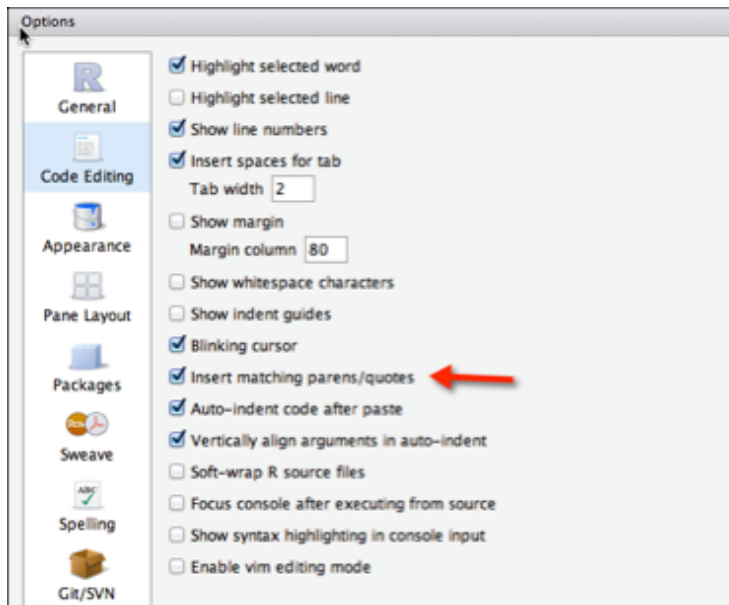 Options
General
Code Editing
Appearance
Pane Layout
Packages
Sweave
Spelling
Git/SVN
Highlight selected word
Highlight selected line
Show line numbers
Insert spaces for tab
Tab width 2
Show margin
Margin column 80
Show whitespace characters
Show indent guides
Blinking cursor
Insert matching parens/quotes
Auto-indent code after paste
Vertically align arguments in auto-indent
Soft-wrap R source files
Focus console after executing from source
Show syntax highlighting in console input
Enable vim editing mode
R
ABC